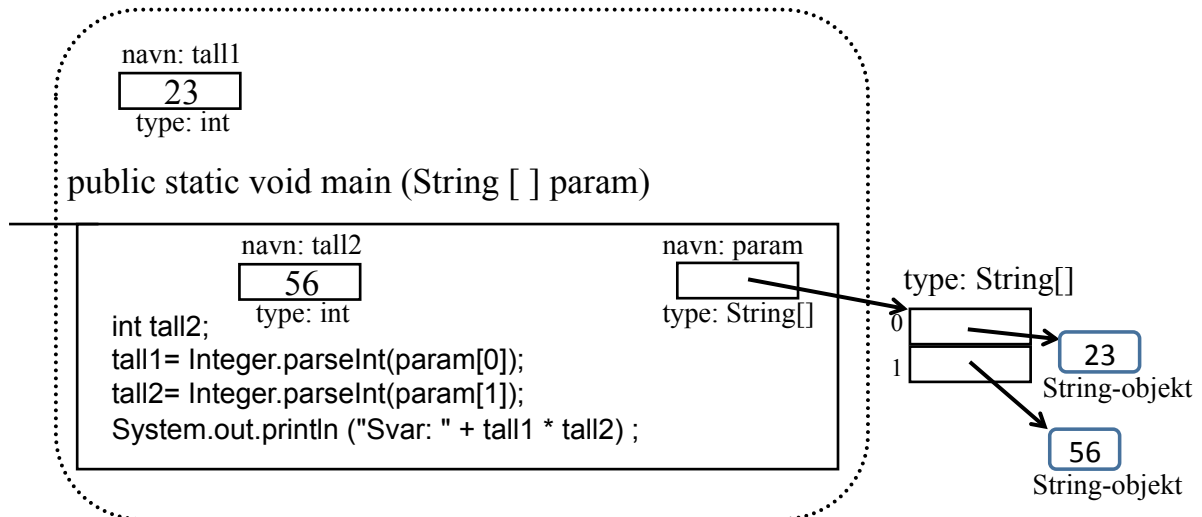 navn: tall1
23
type: int
public static void main (String [ ] param)
navn: tall2
56
type: int
navn: param
type: String[]
int tall2;
tall1= Integer.parseInt(param[0]);
tall2= Integer.parseInt(param[1]);
System.out.println ("Svar: " + tall1 * tall2) ;
type: String[]
0
1
23
String-objekt
56
String-objekt